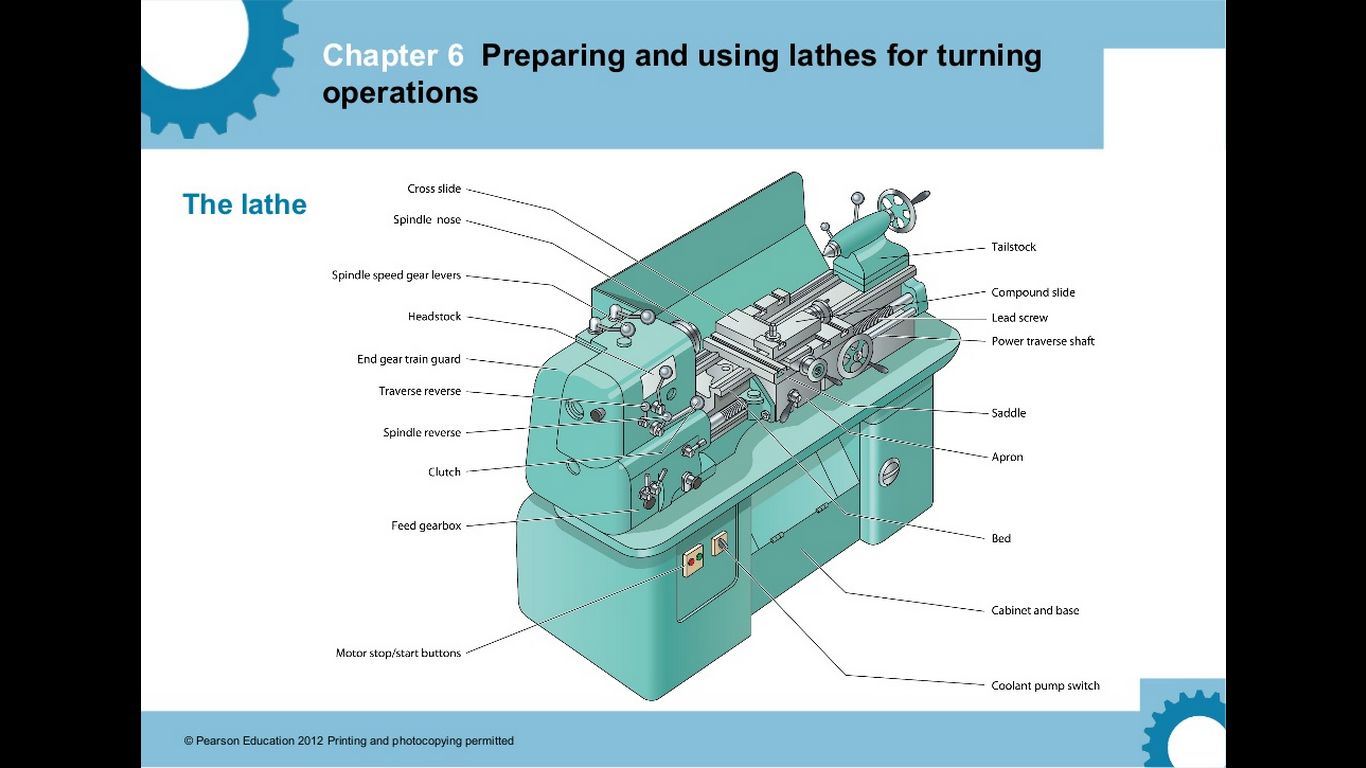 Chapter 6 Preparing and using lathes for turning
operations
The lathe
Cross slide
Spindle nose
Spindle speed gear levers
Headstock
End gear train guard
Traverse reverse
Spindle reverse
Clutch
Feed gearbox
Motor stop/start buttons
Tailstock
Compound slide
Lead screw
Power traverse shaft
Saddle
Apron
Bed
Cabinet and base
Coolant pump switch
© Pearson Education 2012 Printing and photocopying permitted